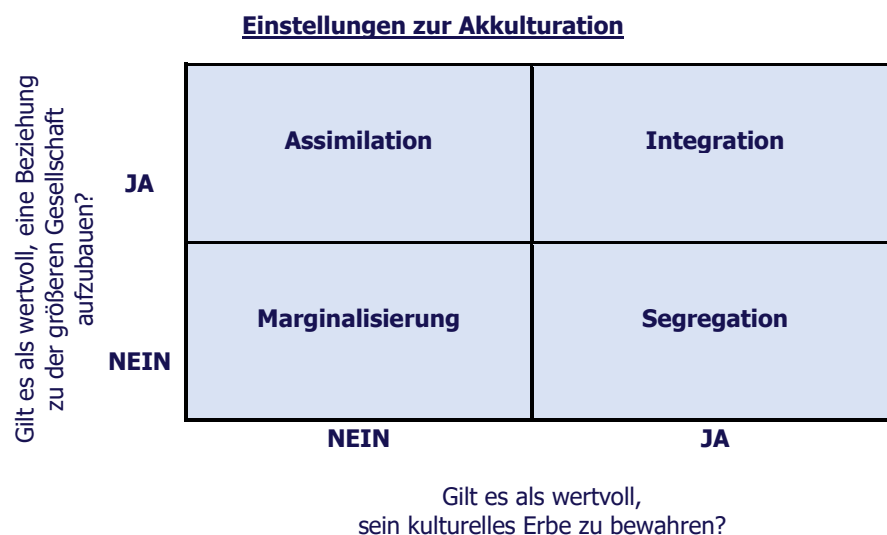 Einstellungen zur Akkulturation
Gilt es als wertvoll, eine Beziehung
zu der größeren Gesellschaft
aufzubauen?
JA
Assimilation
Integration
NEIN
Marginalisierung
Segregation
NEIN
JA
Gilt es als wertvoll,
sein kulturelles Erbe zu bewahren?